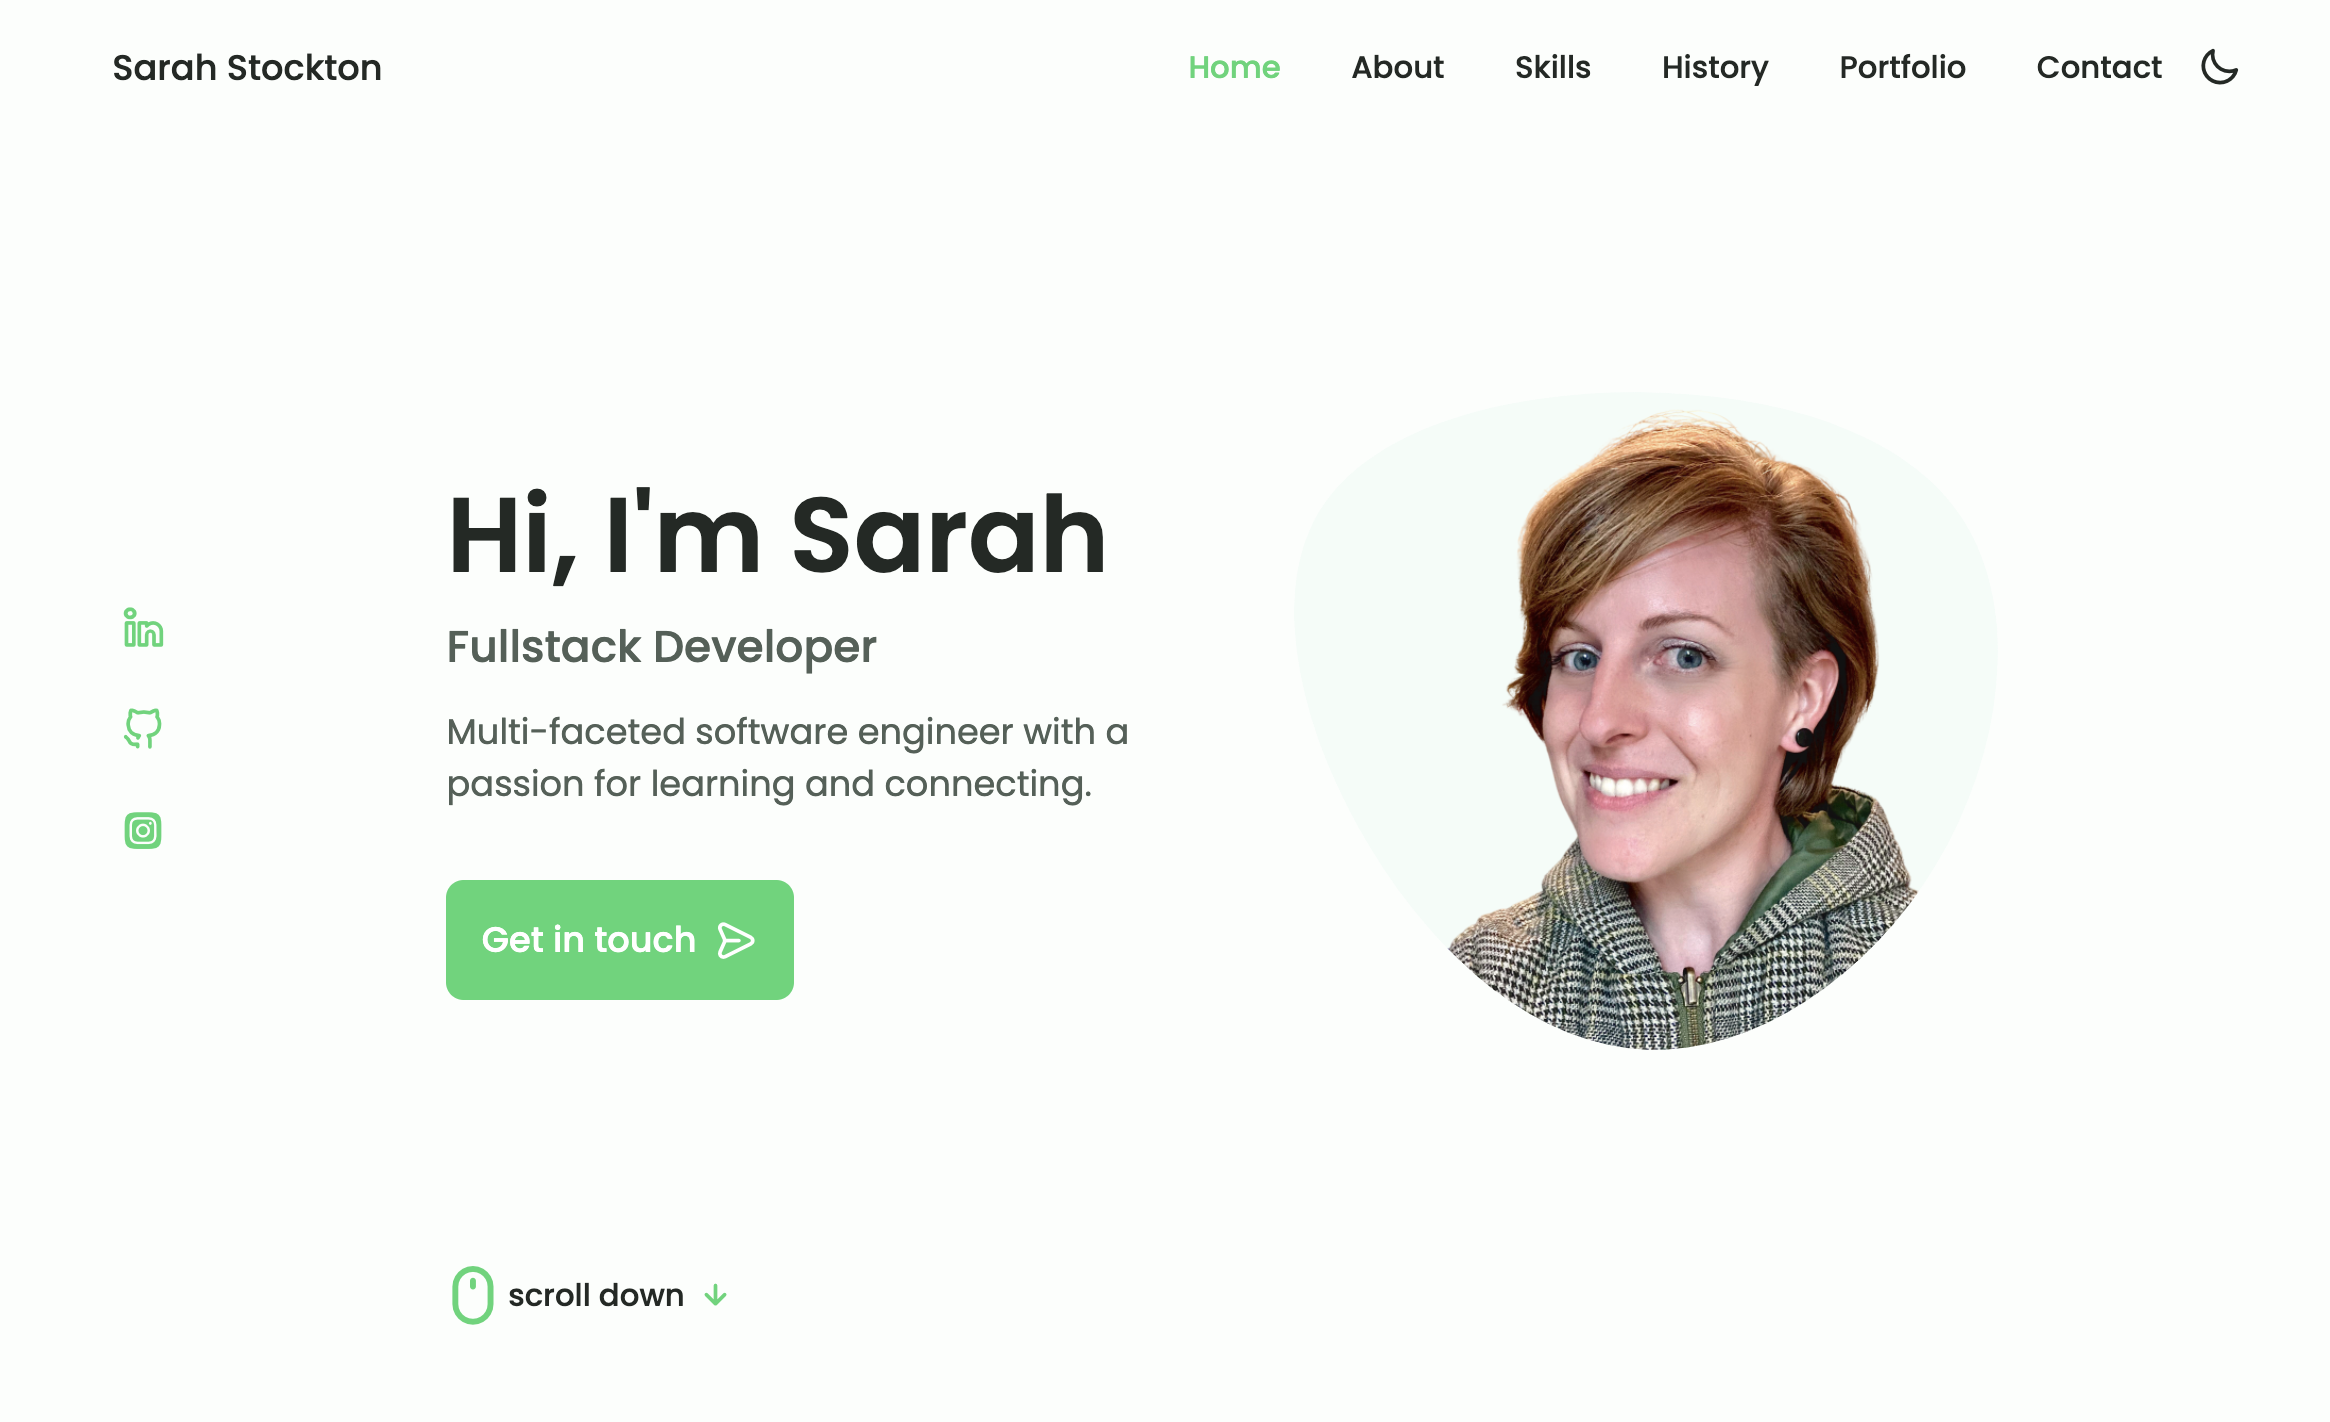 Sarah Stockton
Home About Skills History Portfolio Contact
Hi, I'm Sarah
Fullstack Developer
Multi-faceted software engineer with a
passion for learning and connecting.
Get in touch
scroll down